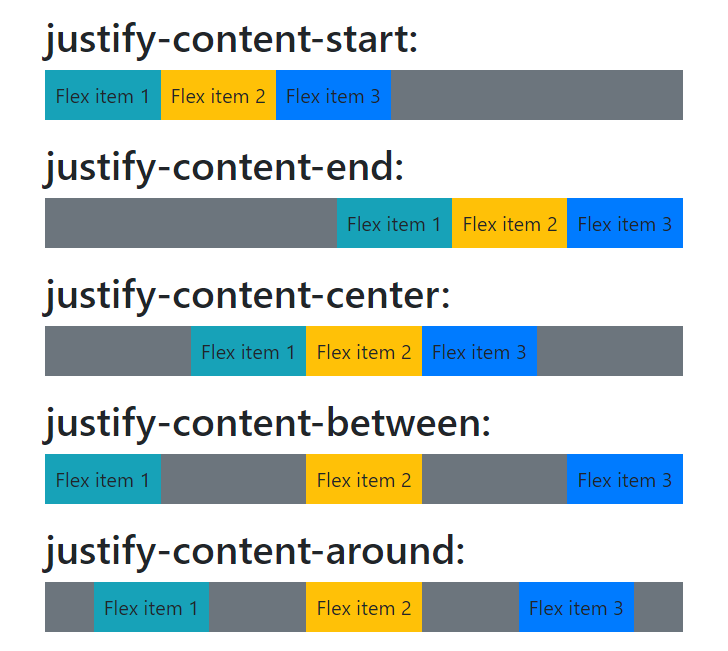 justify-content-start:
Flex item 1 Flex item 2 Flex item 3
justify-content-end:
Flex item 1 Flex item 2 Flex item 3
justify-content-center:
Flex item 1 Flex item 2 Flex item 3
justify-content-between:
Flex item 1 Flex item 2 Flex item 3
justify-content-around:
Flex item 1 Flex item 2 Flex item 3